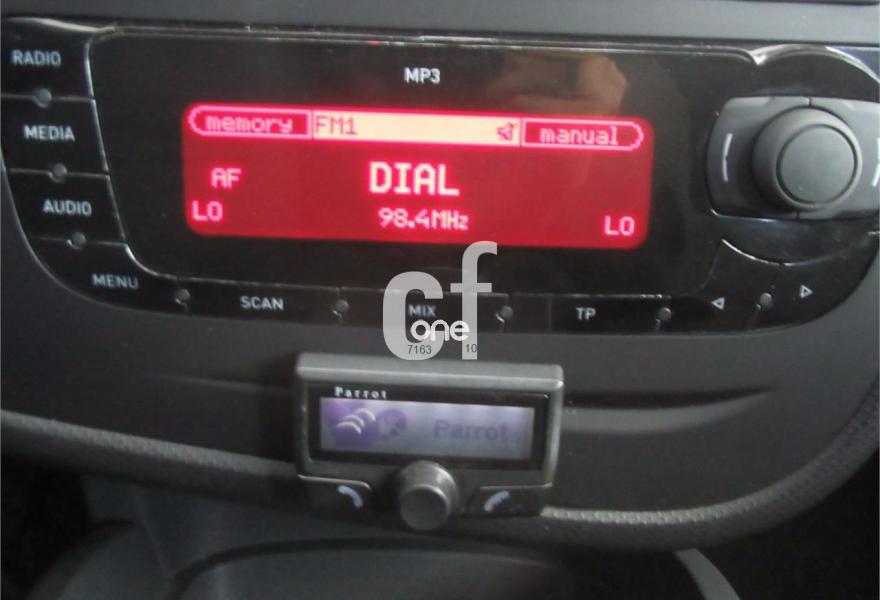 RADIO
MP3
MEDIA
memory FM1 manual
AF DIAL
AUDIO
LO 98.4MHz LO
MENU
SCAN MIX TP
cf
one
7163 10
Parrot
Parrot